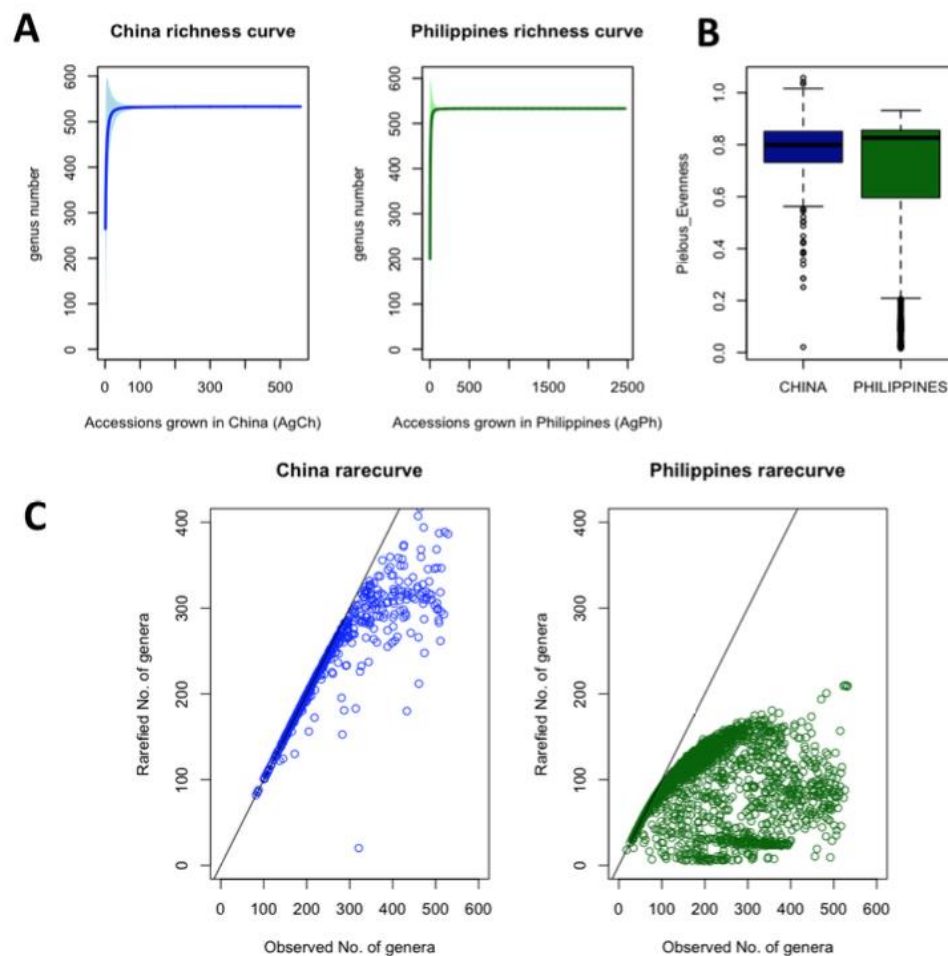 A
China richness curve
Philippines richness curve
B
genus number
0 100 200 300 400 500 600
0 100 300 500
Accessions grown in China (AgCh)
genus number
0 100 200 300 400 500 600
0 500 1500 2500
Accessions grown in Philippines (AgPh)
Pielous_Evenness
0.0 0.2 0.4 0.6 0.8 1.0
CHINA PHILIPPINES
C
China rarecurve
Philippines rarecurve
Rarefied No. of genera
0 100 200 300 400
0 100 200 300 400 500 600
Observed No. of genera
Rarefied No. of genera
0 100 200 300 400
0 100 200 300 400 500 600
Observed No. of genera